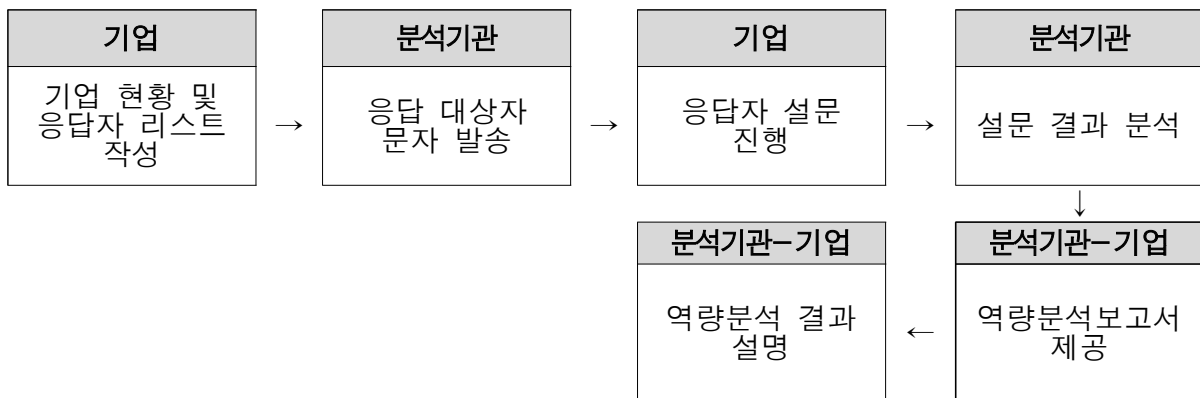 기업
기업 현황 및
응답자 리스트
작성
→
분석기관
응답 대상자
문자 발송
→
기업
응답자 설문
진행
→
분석기관
설문 결과 분석
↓
분석기관-기업
역량분석보고서
제공
←
분석기관-기업
역량분석 결과
설명